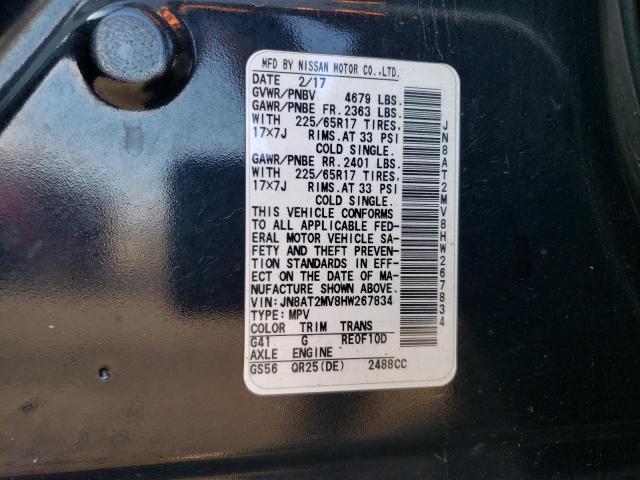 MFD BY NISSAN MOTOR CO.,LTD.
DATE 2/17
GVWR/PNBV 4679 LBS.
GAWR/PNBE FR. 2363 LBS.
WITH 225/65R17 TIRES.
17×7J RIMS. AT 33 PSI
COLD SINGLE.
GAWR/PNBE RR. 2401 LBS.
WITH 225/65R17 TIRES.
17×7J RIMS. AT 33 PSI
COLD SINGLE.
THIS VEHICLE CONFORMS
TO ALL APPLICABLE FED-
ERAL MOTOR VEHICLE SA-
FETY AND THEFT PREVEN-
TION STANDARDS IN EFF-
ECT ON THE DATE OF MA-
NUFACTURE SHOWN ABOVE.
VIN: JN8AT2MV8HW267834
TYPE: MPV
COLOR TRIM TRANS
G41 G RE0F10D
AXLE ENGINE
GS56 QR25(DE) 2488CC
JN8AT2MV8HW267834